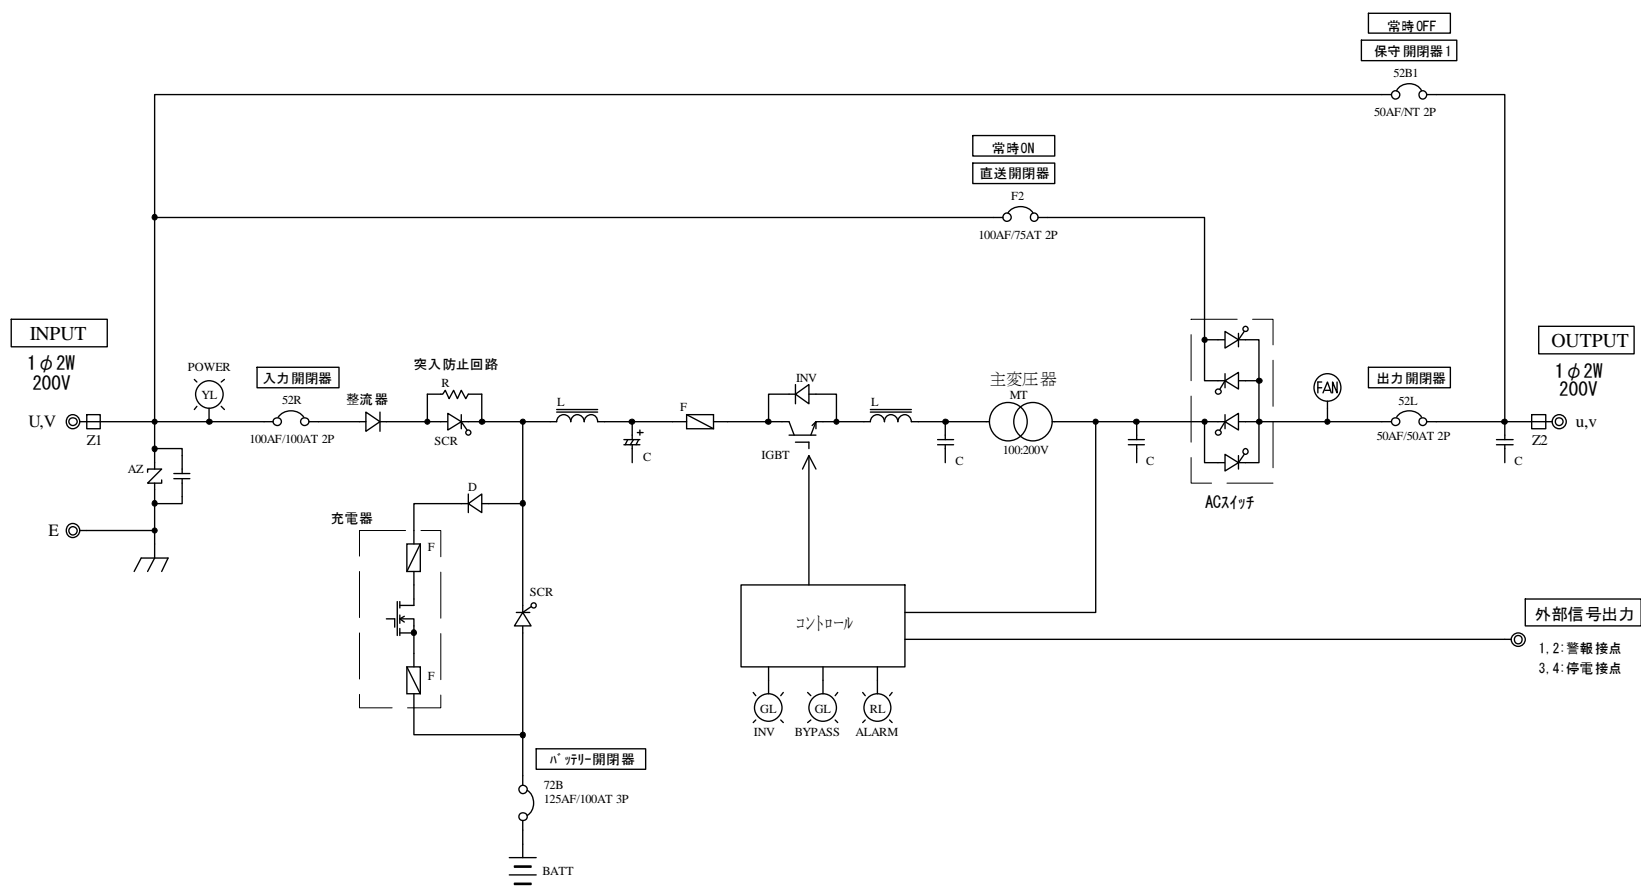 常時OFF
保守開閉器1
52B1
50AF/NT 2P
常時ON
直送開閉器
F2
100AF/75AT 2P
INPUT
1φ2W
200V
U,V
Z1
POWER
YL
入力開閉器
52R
100AF/100AT 2P
整流器
突入防止回路
R
SCR
L
+
C
F
INV
IGBT
L
C
主変圧器
MT
100:200V
C
ACスイッチ
FAN
出力開閉器
52L
50AF/50AT 2P
OUTPUT
1φ2W
200V
Z2
u,v
C
AZ
E
D
充電器
F
F
SCR
コントロール
GL
GL
RL
INV
BYPASS
ALARM
外部信号出力
1,2:警報接点
3,4:停電接点
バッテリー開閉器
72B
125AF/100AT 3P
BATT